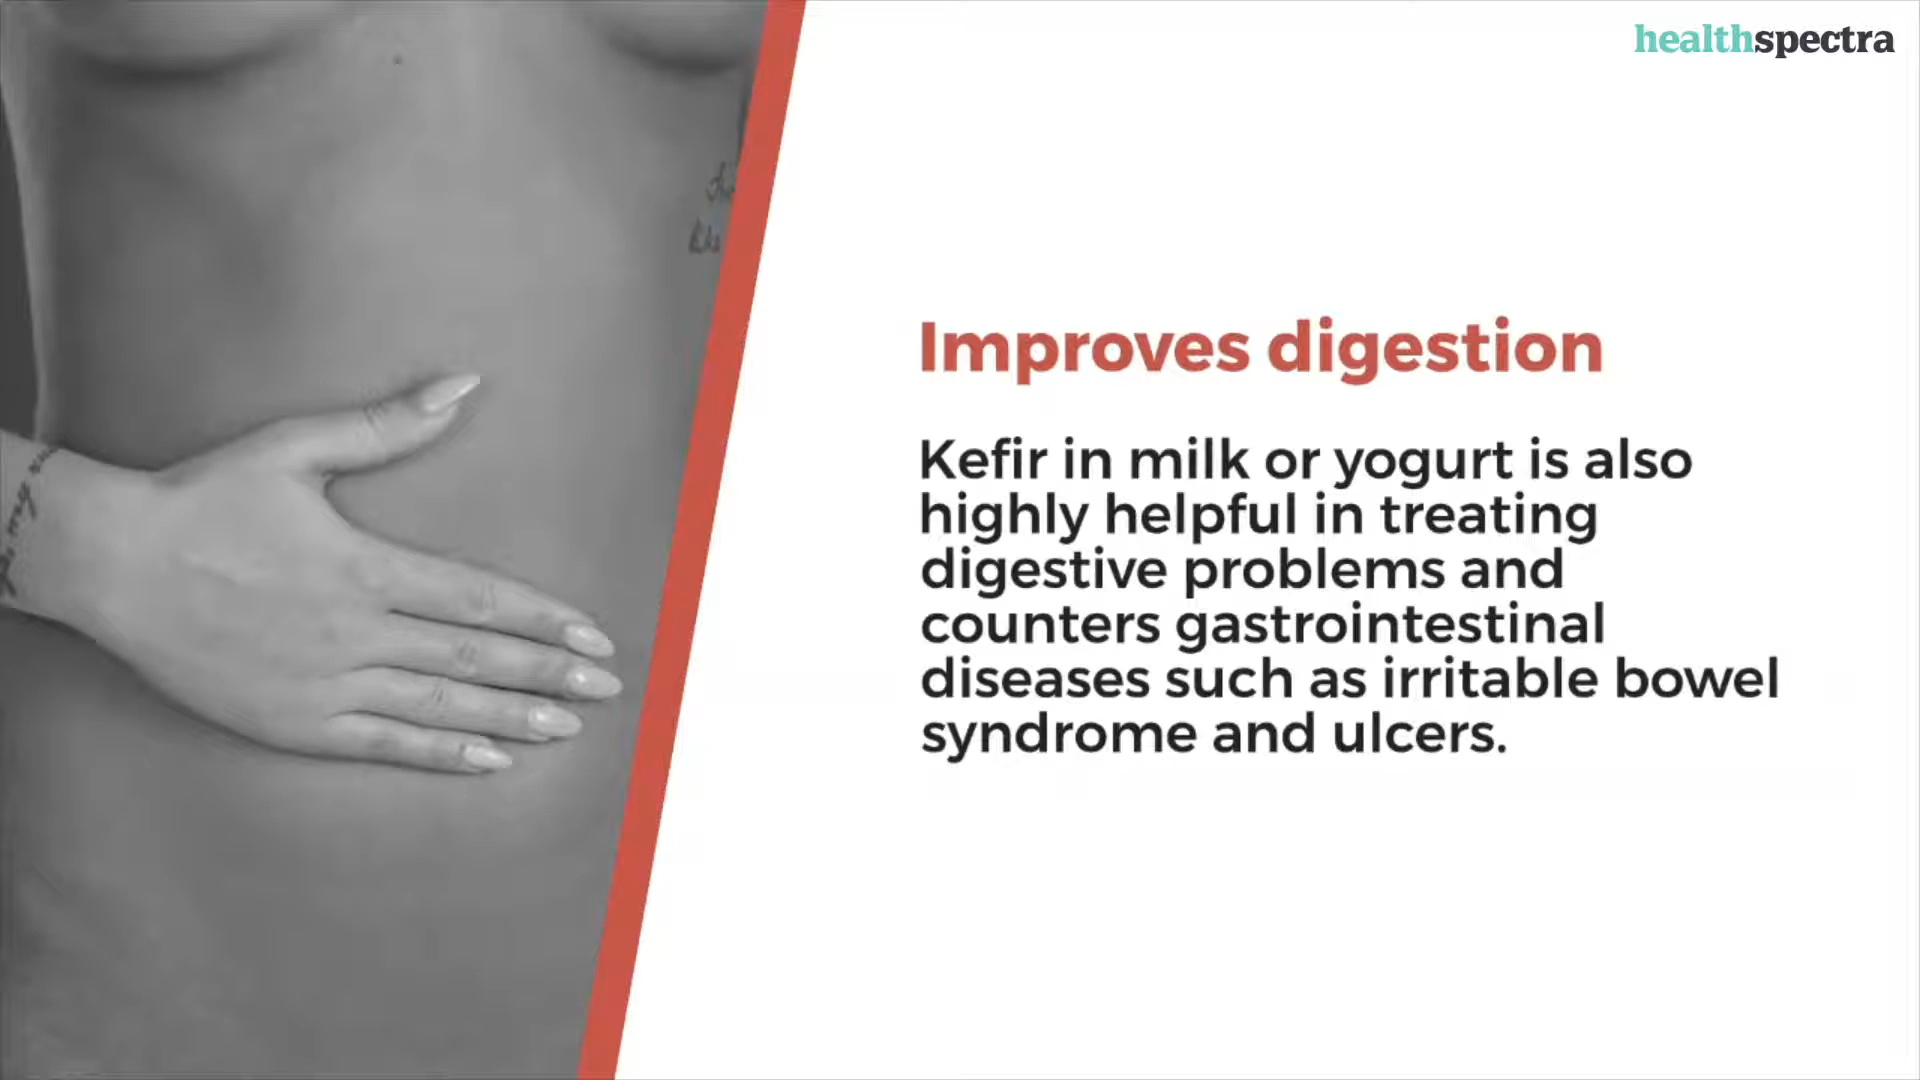 healthspectra
Improves digestion
Kefir in milk or yogurt is also
highly helpful in treating
digestive problems and
counters gastrointestinal
diseases such as irritable bowel
syndrome and ulcers.